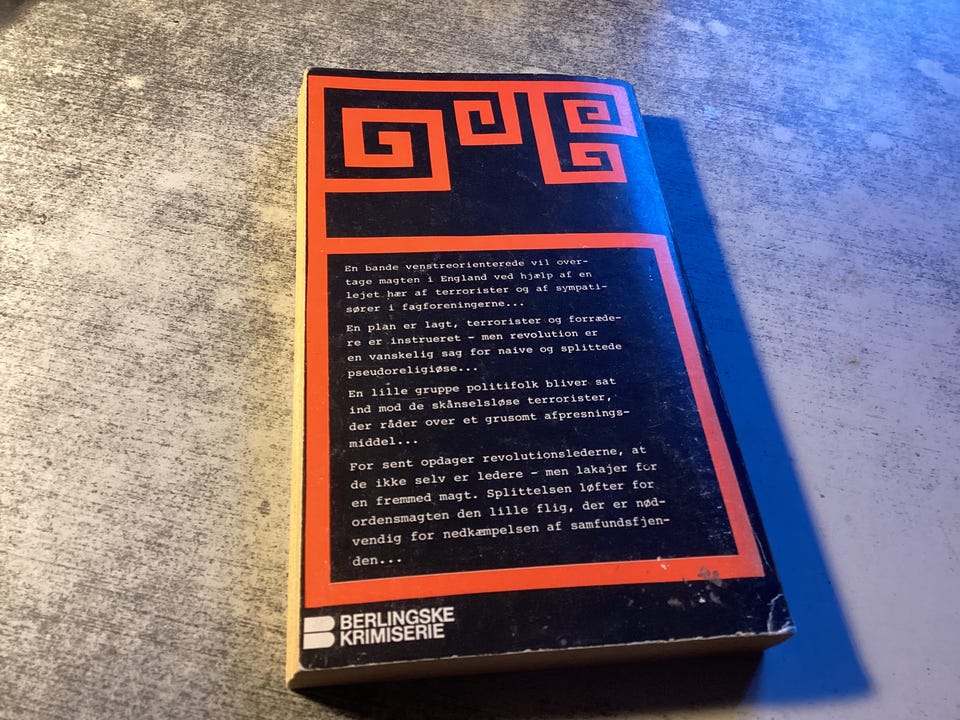 En bande venstreorienterede vil over-
tage magten i England ved hjælp af en
lejet hær af terrorister og af sympati-
sører i fagforeningerne...
En plan er lagt, terrorister og forræde-
re er instrueret - men revolution er
en vanskelig sag for naive og splittede
pseudoreligiøse...
En lille gruppe politifolk bliver sat
ind mod de skånselsløse terrorister,
der råder over et grusomt afpresnings-
middel...
For sent opdager revolutionslederne, at
de ikke selv er ledere - men lakajer for
en fremmed magt. Splittelsen løfter for
ordensmagten den lille flig, der er nød-
vendig for nedkæmpelsen af samfundsfjen-
den...
BERLINGSKE
KRIMISERIE